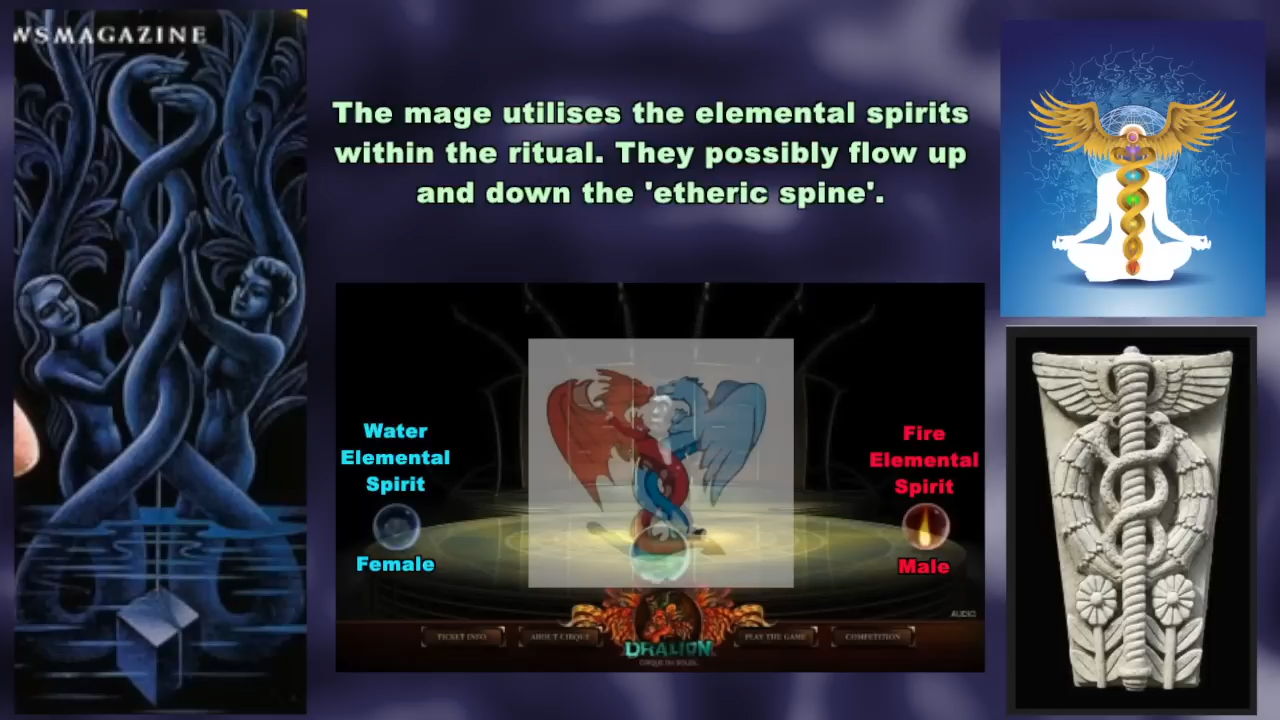 WSMAGAZINE
The mage utilises the elemental spirits
within the ritual. They possibly flow up
and down the 'etheric spine'.
Water
Elemental
Spirit
Female
Fire
Elemental
Spirit
Male
AUDIO
TICKET INFO
ABOUT CIRQUE
DRALION
CIRQUE DU SOLEIL
PLAY THE GAME
COMPETITION